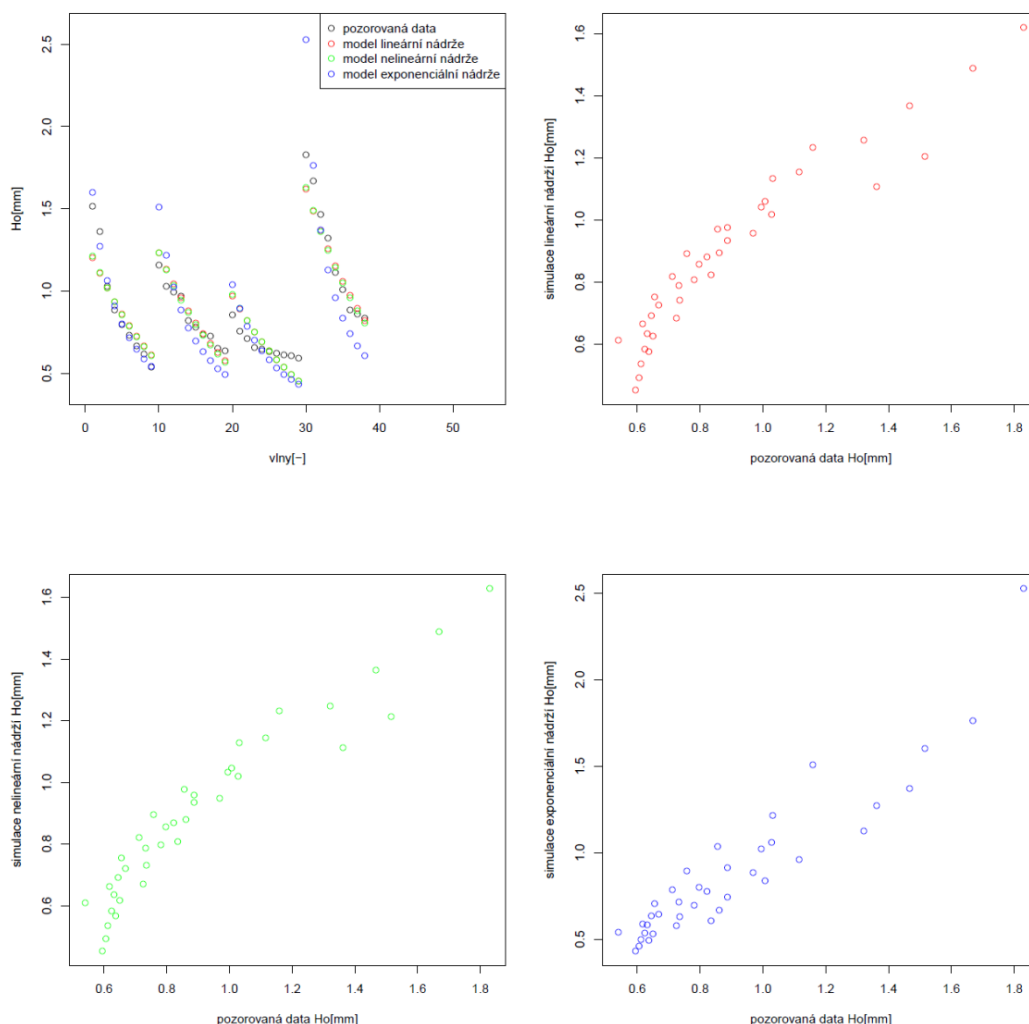 pozorovaná data
model lineární nádrže
model nelineární nádrže
model exponenciální nádrže
Ho[mm]
2.5
2.0
1.5
1.0
0.5
0 10 20 30 40 50
vlny[−]
simulace lineární nádrží Ho[mm]
1.6
1.4
1.2
1.0
0.8
0.6
0.6 0.8 1.0 1.2 1.4 1.6 1.8
pozorovaná data Ho[mm]
simulace nelineární nádrží Ho[mm]
1.6
1.4
1.2
1.0
0.8
0.6
0.6 0.8 1.0 1.2 1.4 1.6 1.8
pozorovaná data Ho[mm]
simulace exponenciální nádrží Ho[mm]
2.5
2.0
1.5
1.0
0.5
0.6 0.8 1.0 1.2 1.4 1.6 1.8
pozorovaná data Ho[mm]